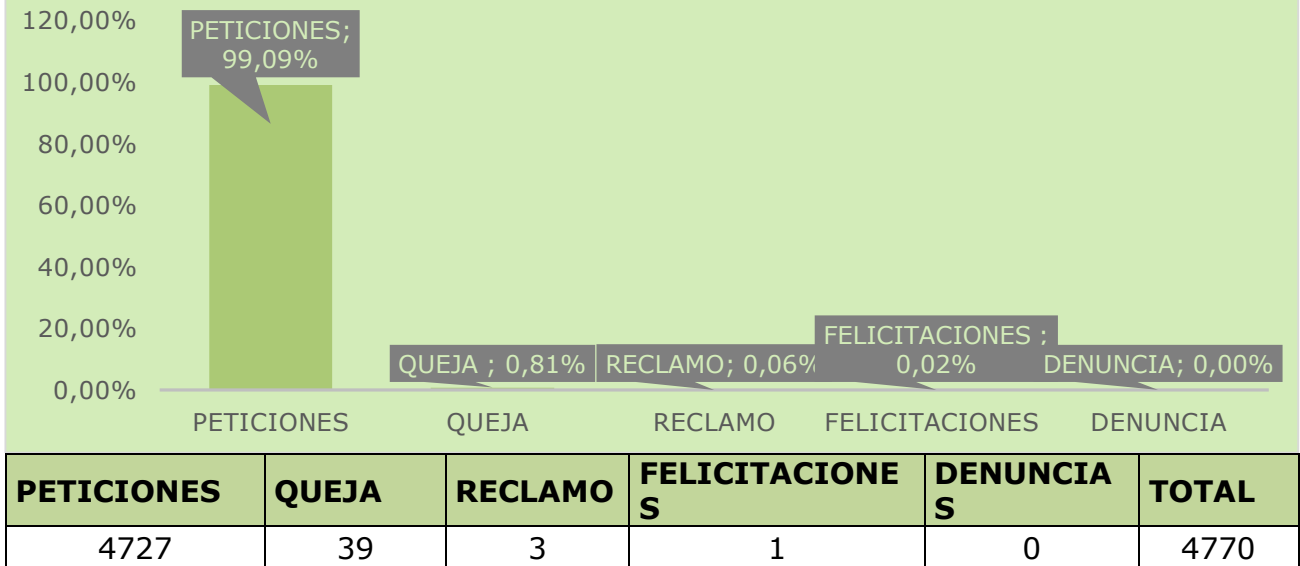 120,00%
100,00%
80,00%
60,00%
40,00%
20,00%
0,00%
PETICIONES;
99,09%
QUEJA ; 0,81%
RECLAMO; 0,06%
FELICITACIONES ;
0,02%
DENUNCIA; 0,00%
PETICIONES QUEJA RECLAMO FELICITACIONES DENUNCIA
PETICIONES QUEJA RECLAMO FELICITACIONE
S DENUNCIA
S TOTAL
4727 39 3 1 0 4770